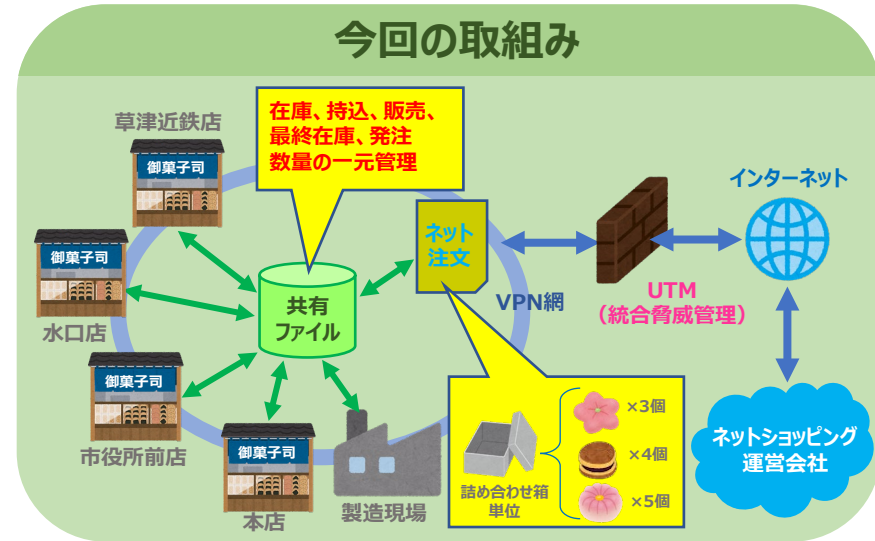 今回の取組み
草津近鉄店
御菓子司
在庫、持込、販売、
最終在庫、発注
数量の一元管理
御菓子司
水口店
御菓子司
市役所前店
御菓子司
本店
製造現場
共有
ファイル
ネット
注文
VPN網
UTM
（統合脅威管理）
インターネット
ネットショッピング
運営会社
詰め合わせ箱
単位
×3個
×4個
×5個